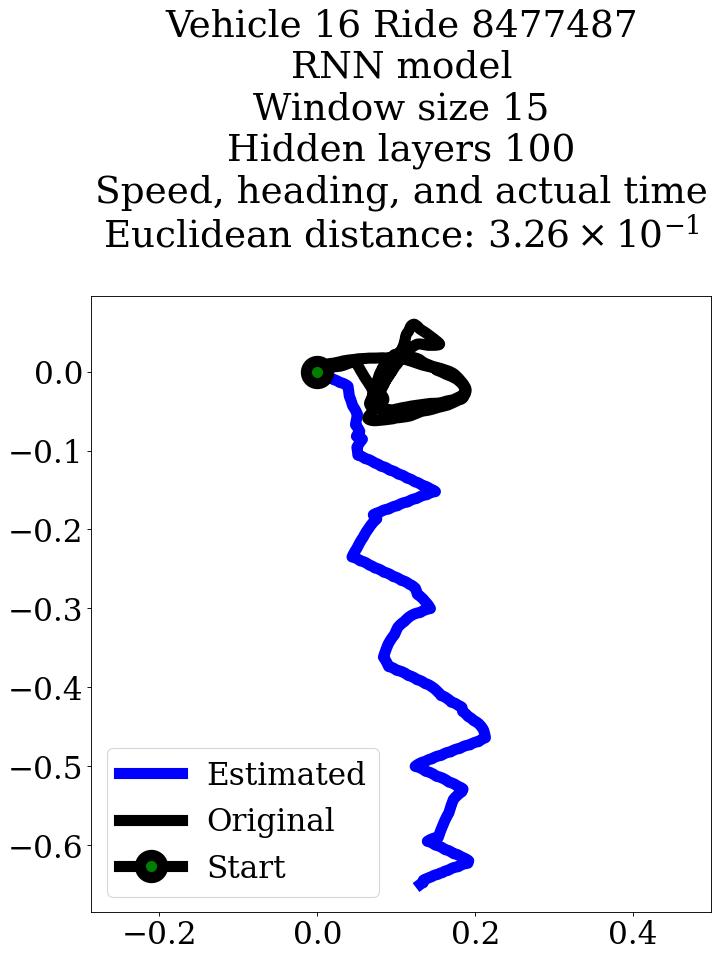 Vehicle 16 Ride 8477487
RNN model
Window size 15
Hidden layers 100
Speed, heading, and actual time
Euclidean distance: 3.26 × 10⁻¹
0.0
−0.1
−0.2
−0.3
−0.4
−0.5
−0.6
Estimated
Original
Start
−0.2 0.0 0.2 0.4